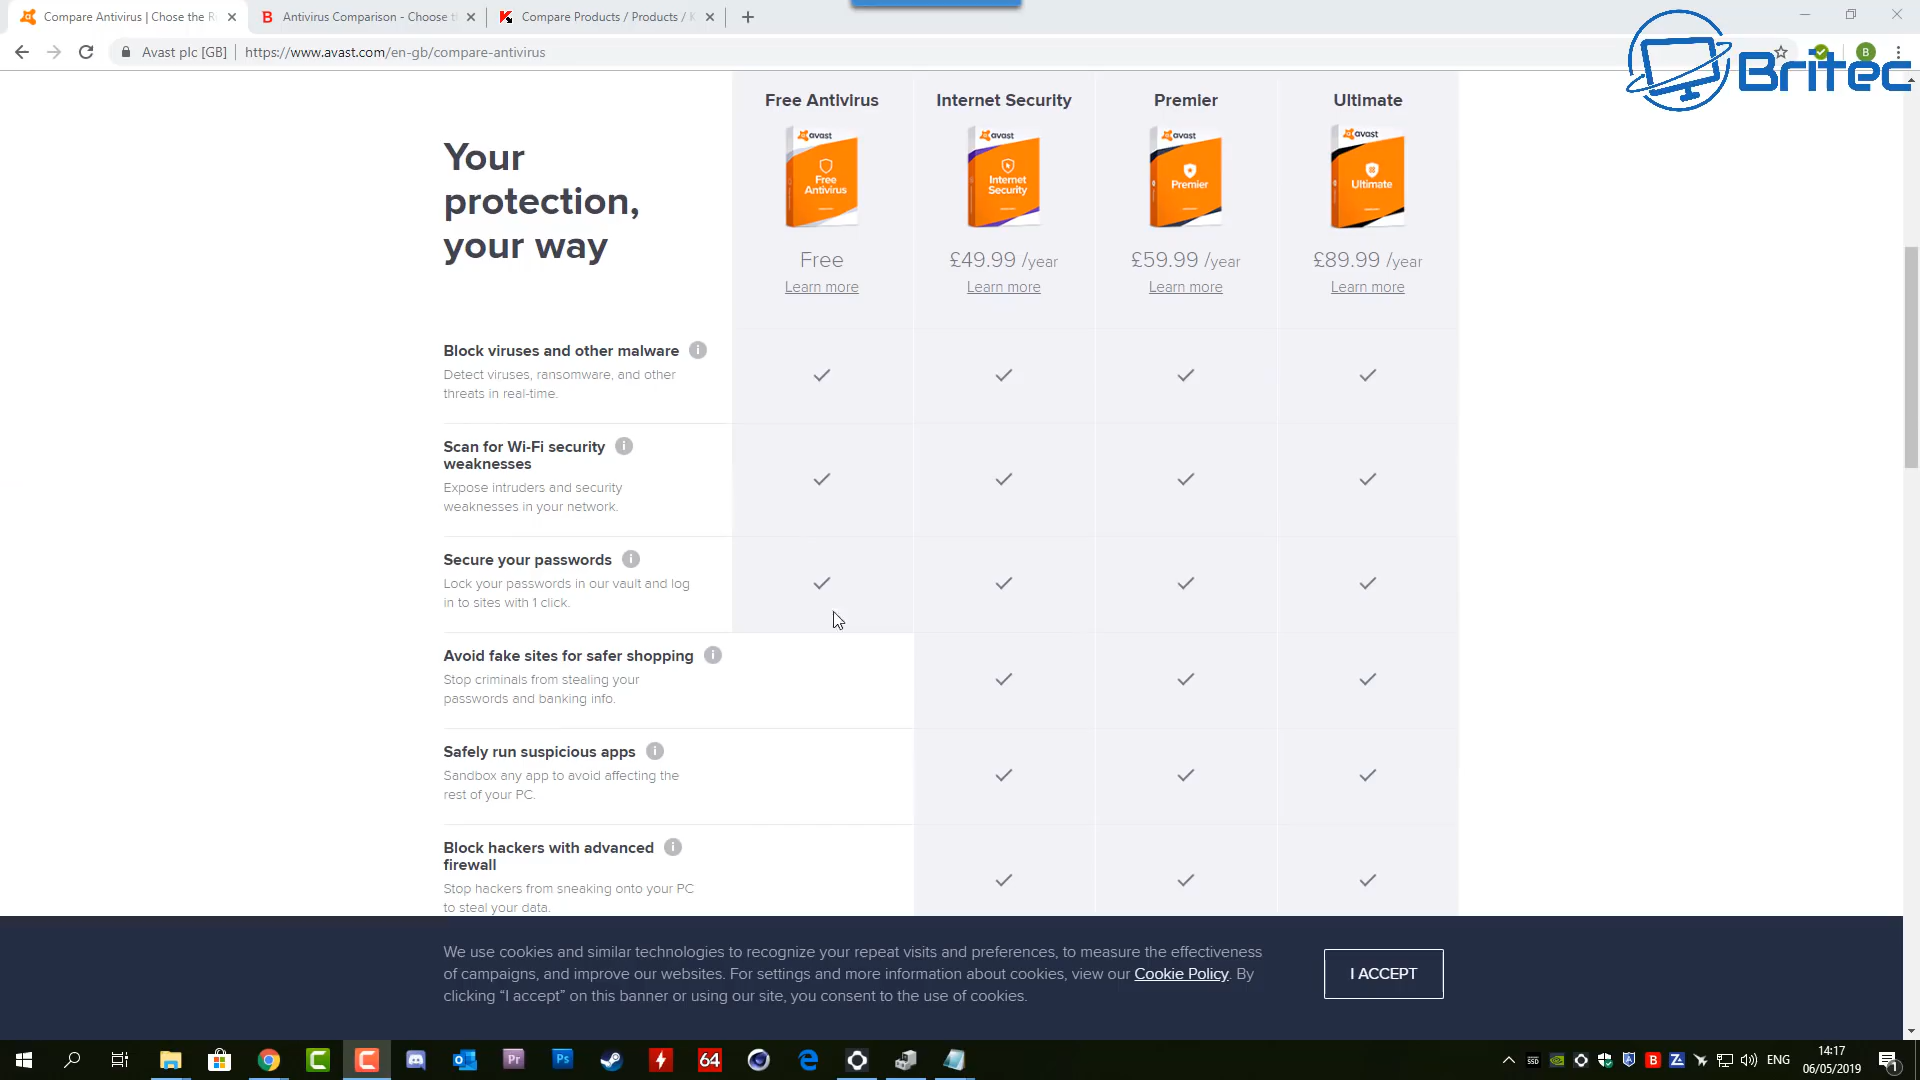 Compare Antivirus | Chose the R
Antivirus Comparison - Choose t
Compare Products / Products / K
Avast plc [GB]
https://www.avast.com/en-gb/compare-antivirus
Britec
Your
protection,
your way
Free Antivirus
Internet Security
Premier
Ultimate
avast
Free
Antivirus
avast
Internet
Security
avast
Premier
avast
Ultimate
Free
£49.99 /year
£59.99 /year
£89.99 /year
Learn more
Learn more
Learn more
Learn more
Block viruses and other malware
Detect viruses, ransomware, and other
threats in real-time.
Scan for Wi-Fi security
weaknesses
Expose intruders and security
weaknesses in your network.
Secure your passwords
Lock your passwords in our vault and log
in to sites with 1 click.
Avoid fake sites for safer shopping
Stop criminals from stealing your
passwords and banking info.
Safely run suspicious apps
Sandbox any app to avoid affecting the
rest of your PC.
Block hackers with advanced
firewall
Stop hackers from sneaking onto your PC
to steal your data.
We use cookies and similar technologies to recognize your repeat visits and preferences, to measure the effectiveness
of campaigns, and improve our websites. For settings and more information about cookies, view our Cookie Policy. By
clicking “I accept” on this banner or using our site, you consent to the use of cookies.
I ACCEPT
Pr
Ps
64
ENG
14:17
06/05/2019